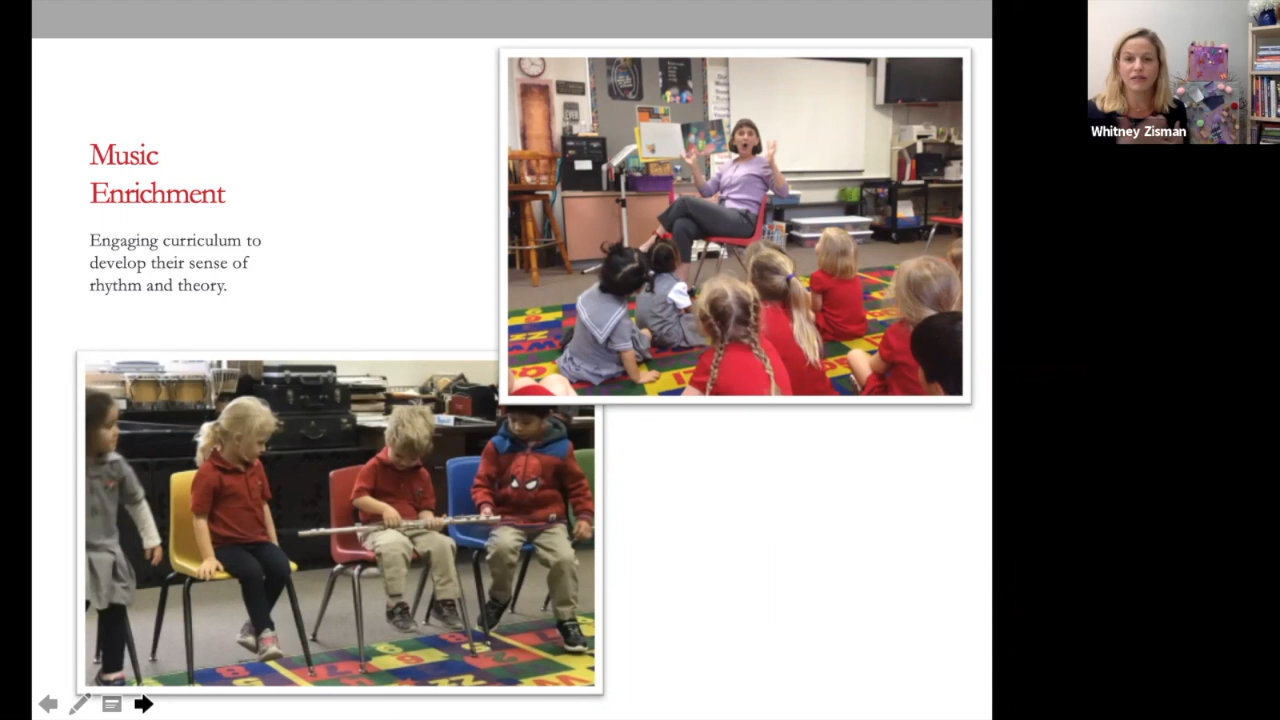 Music
Enrichment
Engaging curriculum to
develop their sense of
rhythm and theory.
Whitney Zisman